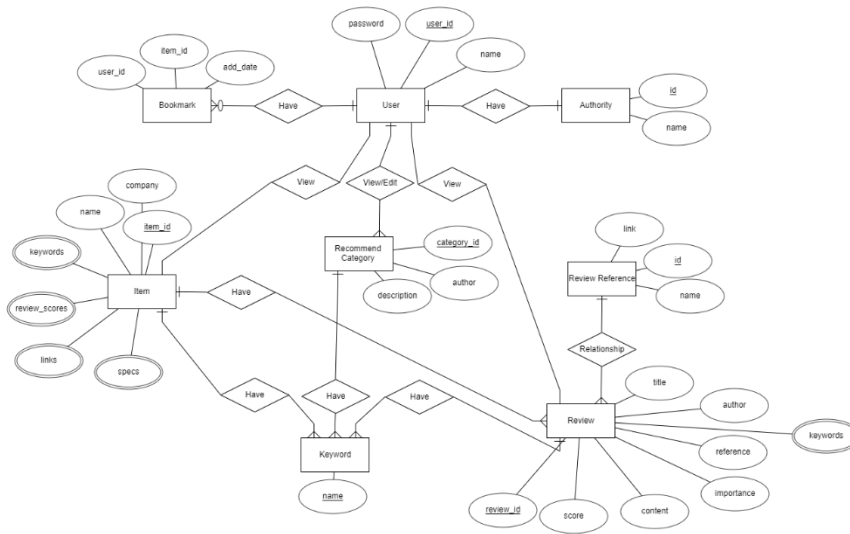 password
user_id
item_id
name
user_id
add_date
Bookmark
Have
User
Have
Authority
id
name
View
View/Edit
View
company
name
item_id
keywords
Item
review_scores
links
specs
Recommend
Category
category_id
author
description
link
Review Reference
id
name
Have
Relationship
Have
Have
Have
title
author
keywords
Review
reference
Keyword
importance
name
review_id
score
content